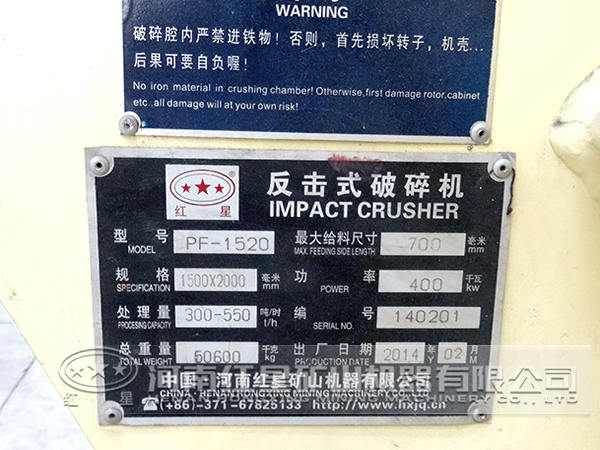 WARNING
破碎腔内严禁进铁物！否则，首先损坏转子，机壳...
后果可要自负喔！
No iron material in crushing chamber! Otherwise,first damage rotor,cabinet
etc..all damage will at your own risk!
红星 反击式破碎机
IMPACT CRUSHER
型号 MODEL PF-1520 最大给料尺寸 MAX. FEEDING SIDE LENGTH 700 毫米 mm
规格 SPECIFICATION 1500X2000 毫米 mm 功率 POWER 400 千瓦 kw
处理量 PROCESING CAPACITY 300-550 吨/时 t/h 编号 SERIAL NO. 140201
总重量 TOTAL WEIGHT 50600 千克 kg 出厂日期 PRODUCTION DATE 2014 年 Y 02 月 M
中国·河南红星矿山机器有限公司
CHINA·HENAN HONGXING MINING MACHINERY CO.,LTD
(+86)-371-67825133 http://www.hxjq.cn
红星 河南红星矿山机器有限公司
HENAN HONGXING MINING MACHINERY CO., LTD